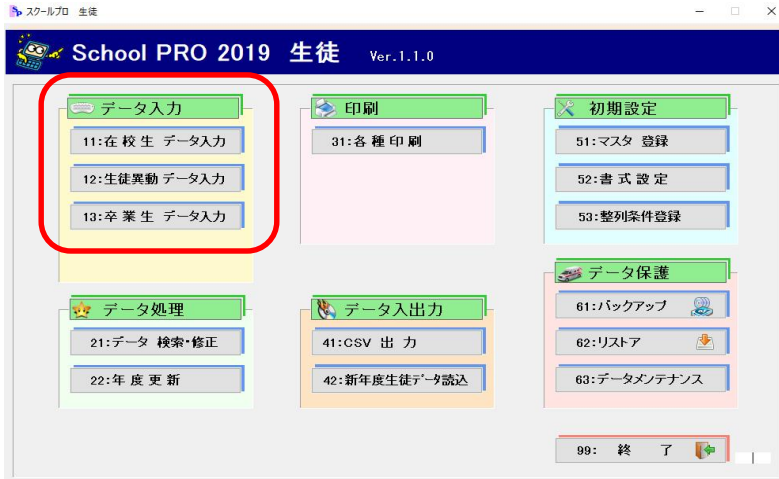 スクールプロ 生徒
School PRO 2019 生徒 Ver.1.1.0
データ入力
11:在校生 データ入力
12:生徒異動 データ入力
13:卒業生 データ入力
印刷
31:各種印刷
初期設定
51:マスタ 登録
52:書式設定
53:整列条件登録
データ処理
21:データ 検索・修正
22:年度更新
データ入出力
41:CSV 出力
42:新年度生徒データ読込
データ保護
61:バックアップ
62:リストア
63:データメンテナンス
99: 終了